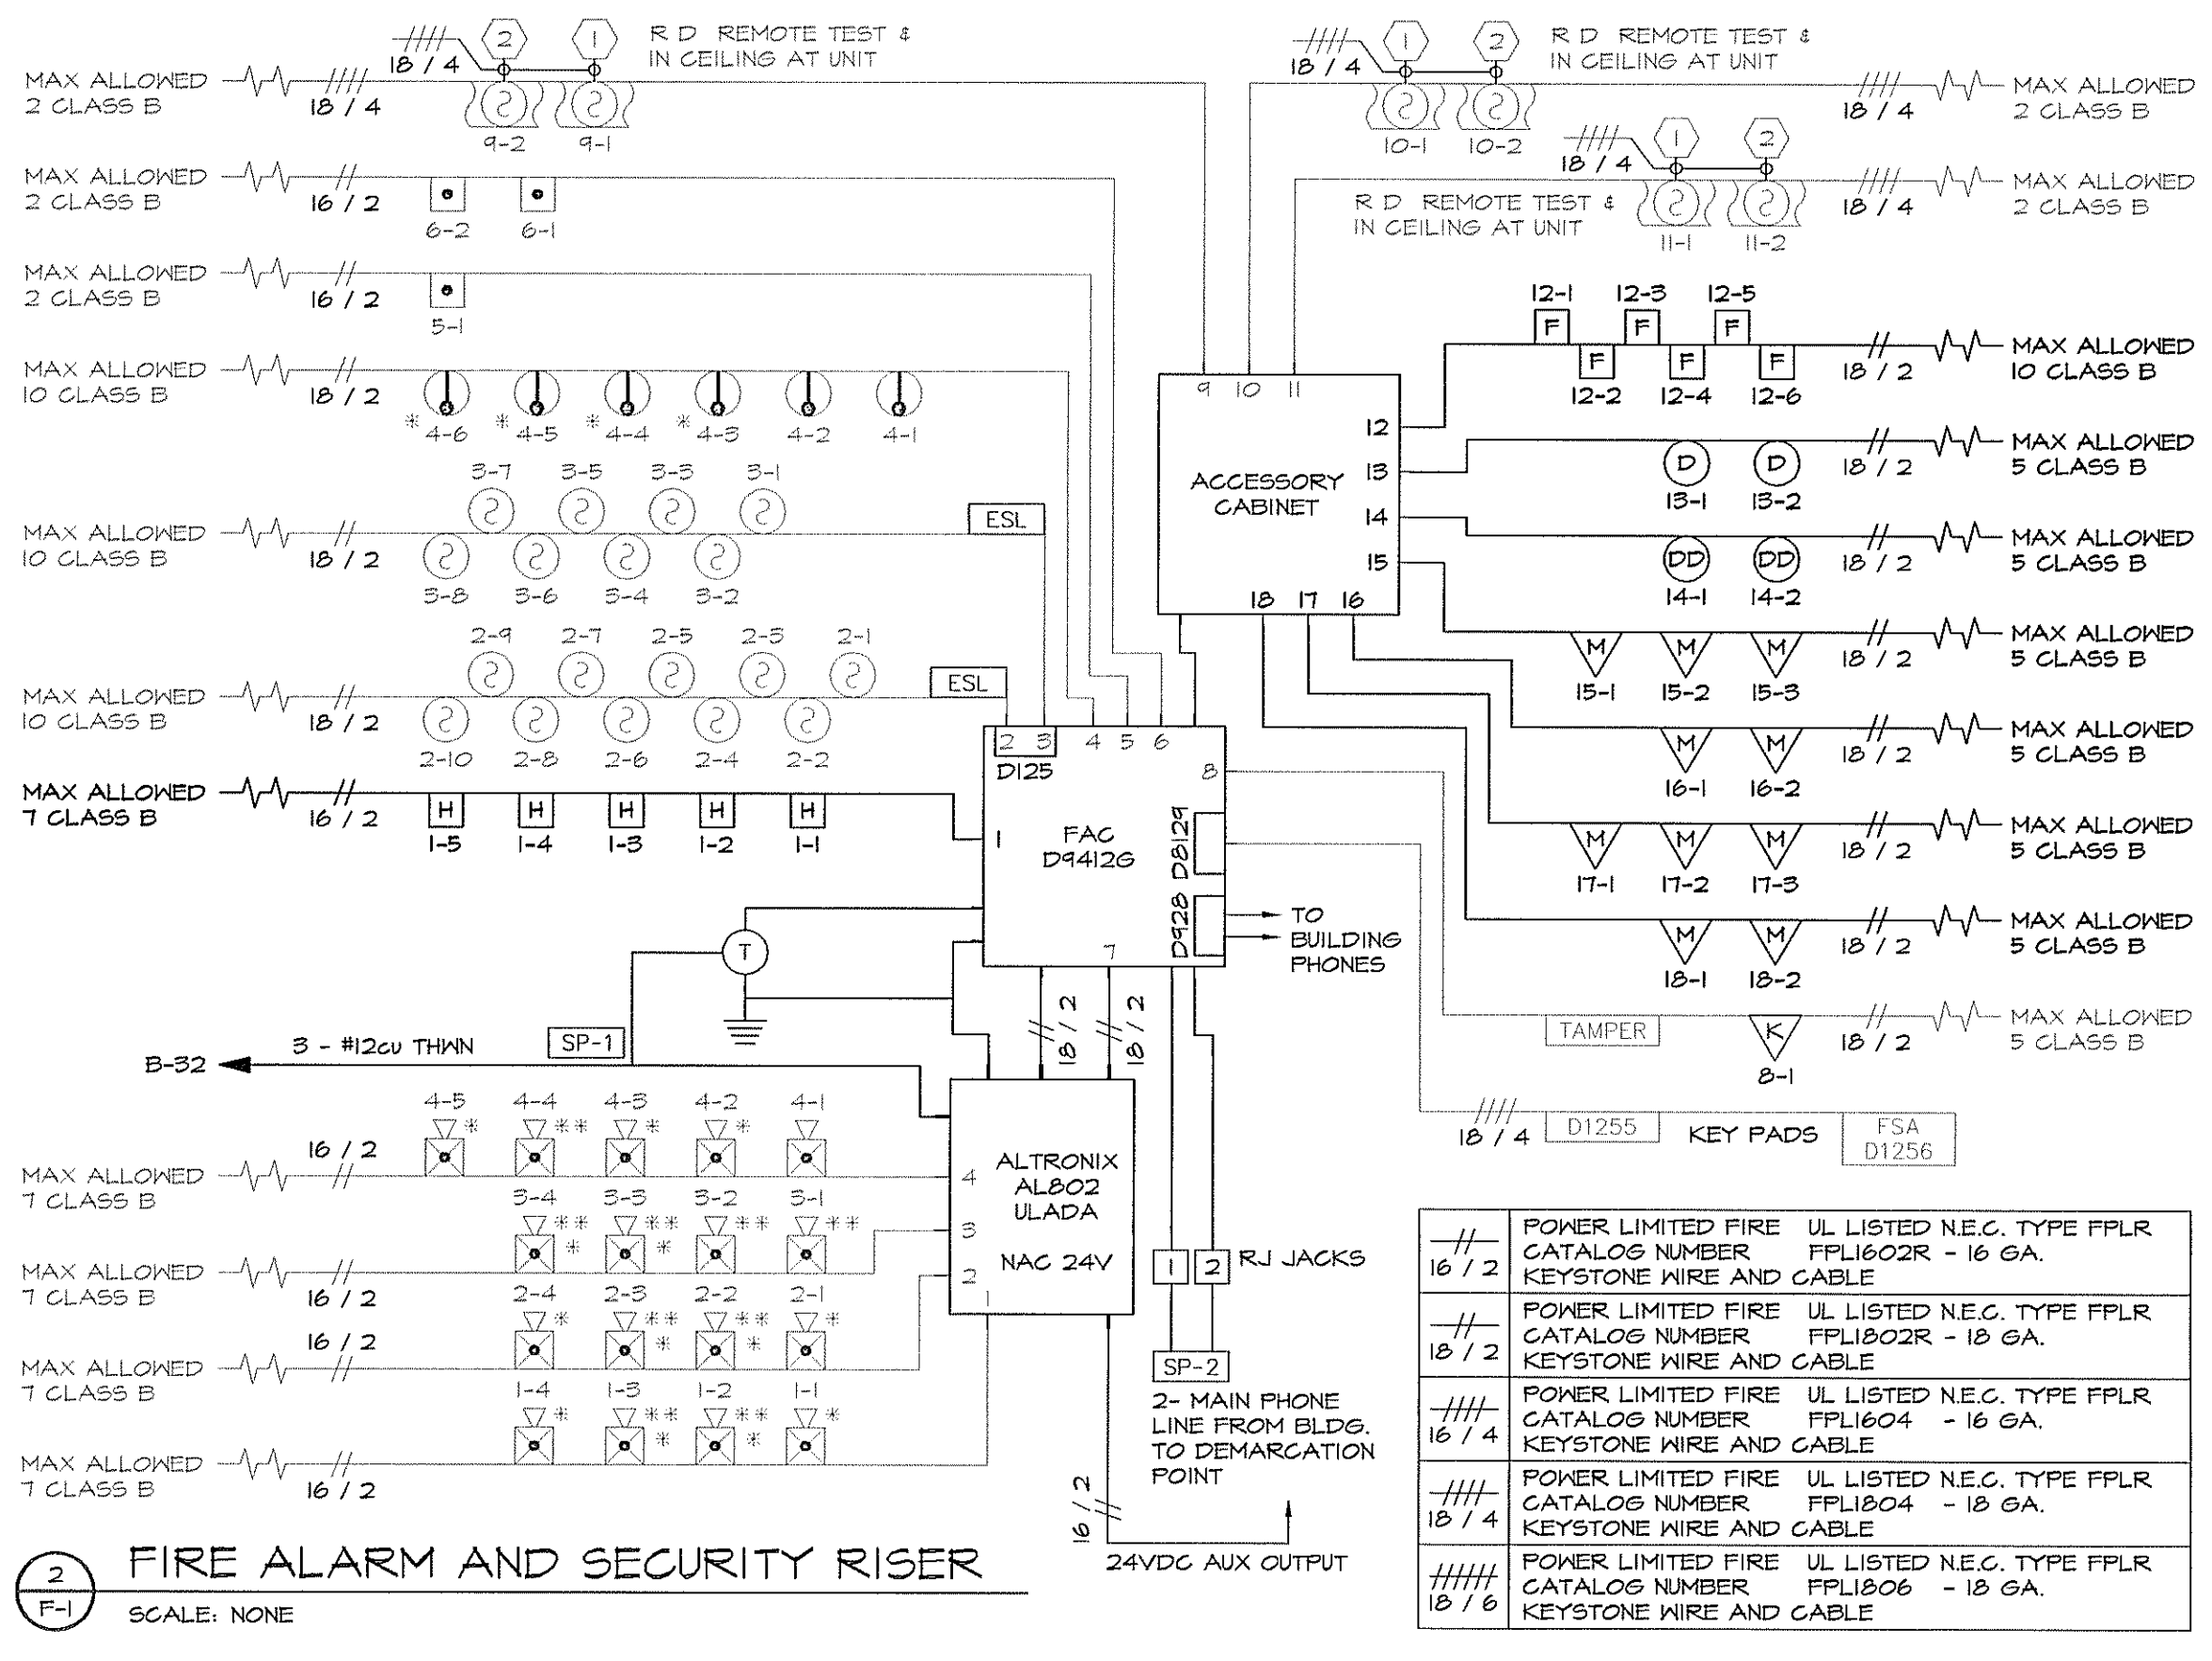 18 / 4
2
1
R D REMOTE TEST &
IN CEILING AT UNIT
MAX ALLOWED
2 CLASS B
18 / 4
9-2
9-1
MAX ALLOWED
2 CLASS B
16 / 2
6-2
6-1
MAX ALLOWED
2 CLASS B
16 / 2
5-1
MAX ALLOWED
10 CLASS B
18 / 2
* 4-6
* 4-5
* 4-4
* 4-3
4-2
4-1
3-7
3-5
3-3
3-1
MAX ALLOWED
10 CLASS B
18 / 2
ESL
3-8
3-6
3-4
3-2
2-9
2-7
2-5
2-3
2-1
MAX ALLOWED
10 CLASS B
18 / 2
ESL
2-10
2-8
2-6
2-4
2-2
MAX ALLOWED
7 CLASS B
16 / 2
H
H
H
H
H
1-5
1-4
1-3
1-2
1-1
18 / 4
1
2
R D REMOTE TEST &
IN CEILING AT UNIT
10-1
10-2
18 / 4
MAX ALLOWED
2 CLASS B
18 / 4
1
2
R D REMOTE TEST &
IN CEILING AT UNIT
11-1
11-2
18 / 4
MAX ALLOWED
2 CLASS B
12-1
12-3
12-5
F
F
F
F
F
F
12-2
12-4
12-6
18 / 2
MAX ALLOWED
10 CLASS B
9
10
11
12
13
14
15
ACCESSORY
CABINET
18
17
16
D
D
13-1
13-2
18 / 2
MAX ALLOWED
5 CLASS B
DD
DD
14-1
14-2
18 / 2
MAX ALLOWED
5 CLASS B
M
M
M
15-1
15-2
15-3
18 / 2
MAX ALLOWED
5 CLASS B
M
M
16-1
16-2
18 / 2
MAX ALLOWED
5 CLASS B
M
M
M
17-1
17-2
17-3
18 / 2
MAX ALLOWED
5 CLASS B
M
M
18-1
18-2
18 / 2
MAX ALLOWED
5 CLASS B
TAMPER
K
8-1
18 / 2
MAX ALLOWED
5 CLASS B
18 / 4
D1255
KEY PADS
FSA
D1256
2
3
4
5
6
D125
8
1
FAC
D9412G
D8129
D928
7
TO
BUILDING
PHONES
T
18 / 2
18 / 2
3 - #12cu THWN
SP-1
B-32
4-5
4-4
4-3
4-2
4-1
*
**
*
*
16 / 2
MAX ALLOWED
7 CLASS B
3-4
3-3
3-2
3-1
**
*
**
*
**
**
MAX ALLOWED
7 CLASS B
16 / 2
2-4
2-3
2-2
2-1
*
**
*
**
*
*
16 / 2
MAX ALLOWED
7 CLASS B
1-4
1-3
1-2
1-1
*
**
*
**
*
*
MAX ALLOWED
7 CLASS B
16 / 2
4
3
2
1
ALTRONIX
AL802
ULADA
NAC 24V
1
2
RJ JACKS
SP-2
2- MAIN PHONE
LINE FROM BLDG.
TO DEMARCATION
POINT
16 / 2
24VDC AUX OUTPUT
16 / 2
POWER LIMITED FIRE UL LISTED N.E.C. TYPE FPLR
CATALOG NUMBER FPL1602R - 16 GA.
KEYSTONE WIRE AND CABLE
18 / 2
POWER LIMITED FIRE UL LISTED N.E.C. TYPE FPLR
CATALOG NUMBER FPL1802R - 18 GA.
KEYSTONE WIRE AND CABLE
16 / 4
POWER LIMITED FIRE UL LISTED N.E.C. TYPE FPLR
CATALOG NUMBER FPL1604 - 16 GA.
KEYSTONE WIRE AND CABLE
18 / 4
POWER LIMITED FIRE UL LISTED N.E.C. TYPE FPLR
CATALOG NUMBER FPL1804 - 18 GA.
KEYSTONE WIRE AND CABLE
18 / 6
POWER LIMITED FIRE UL LISTED N.E.C. TYPE FPLR
CATALOG NUMBER FPL1806 - 18 GA.
KEYSTONE WIRE AND CABLE
2
F-1
FIRE ALARM AND SECURITY RISER
SCALE: NONE